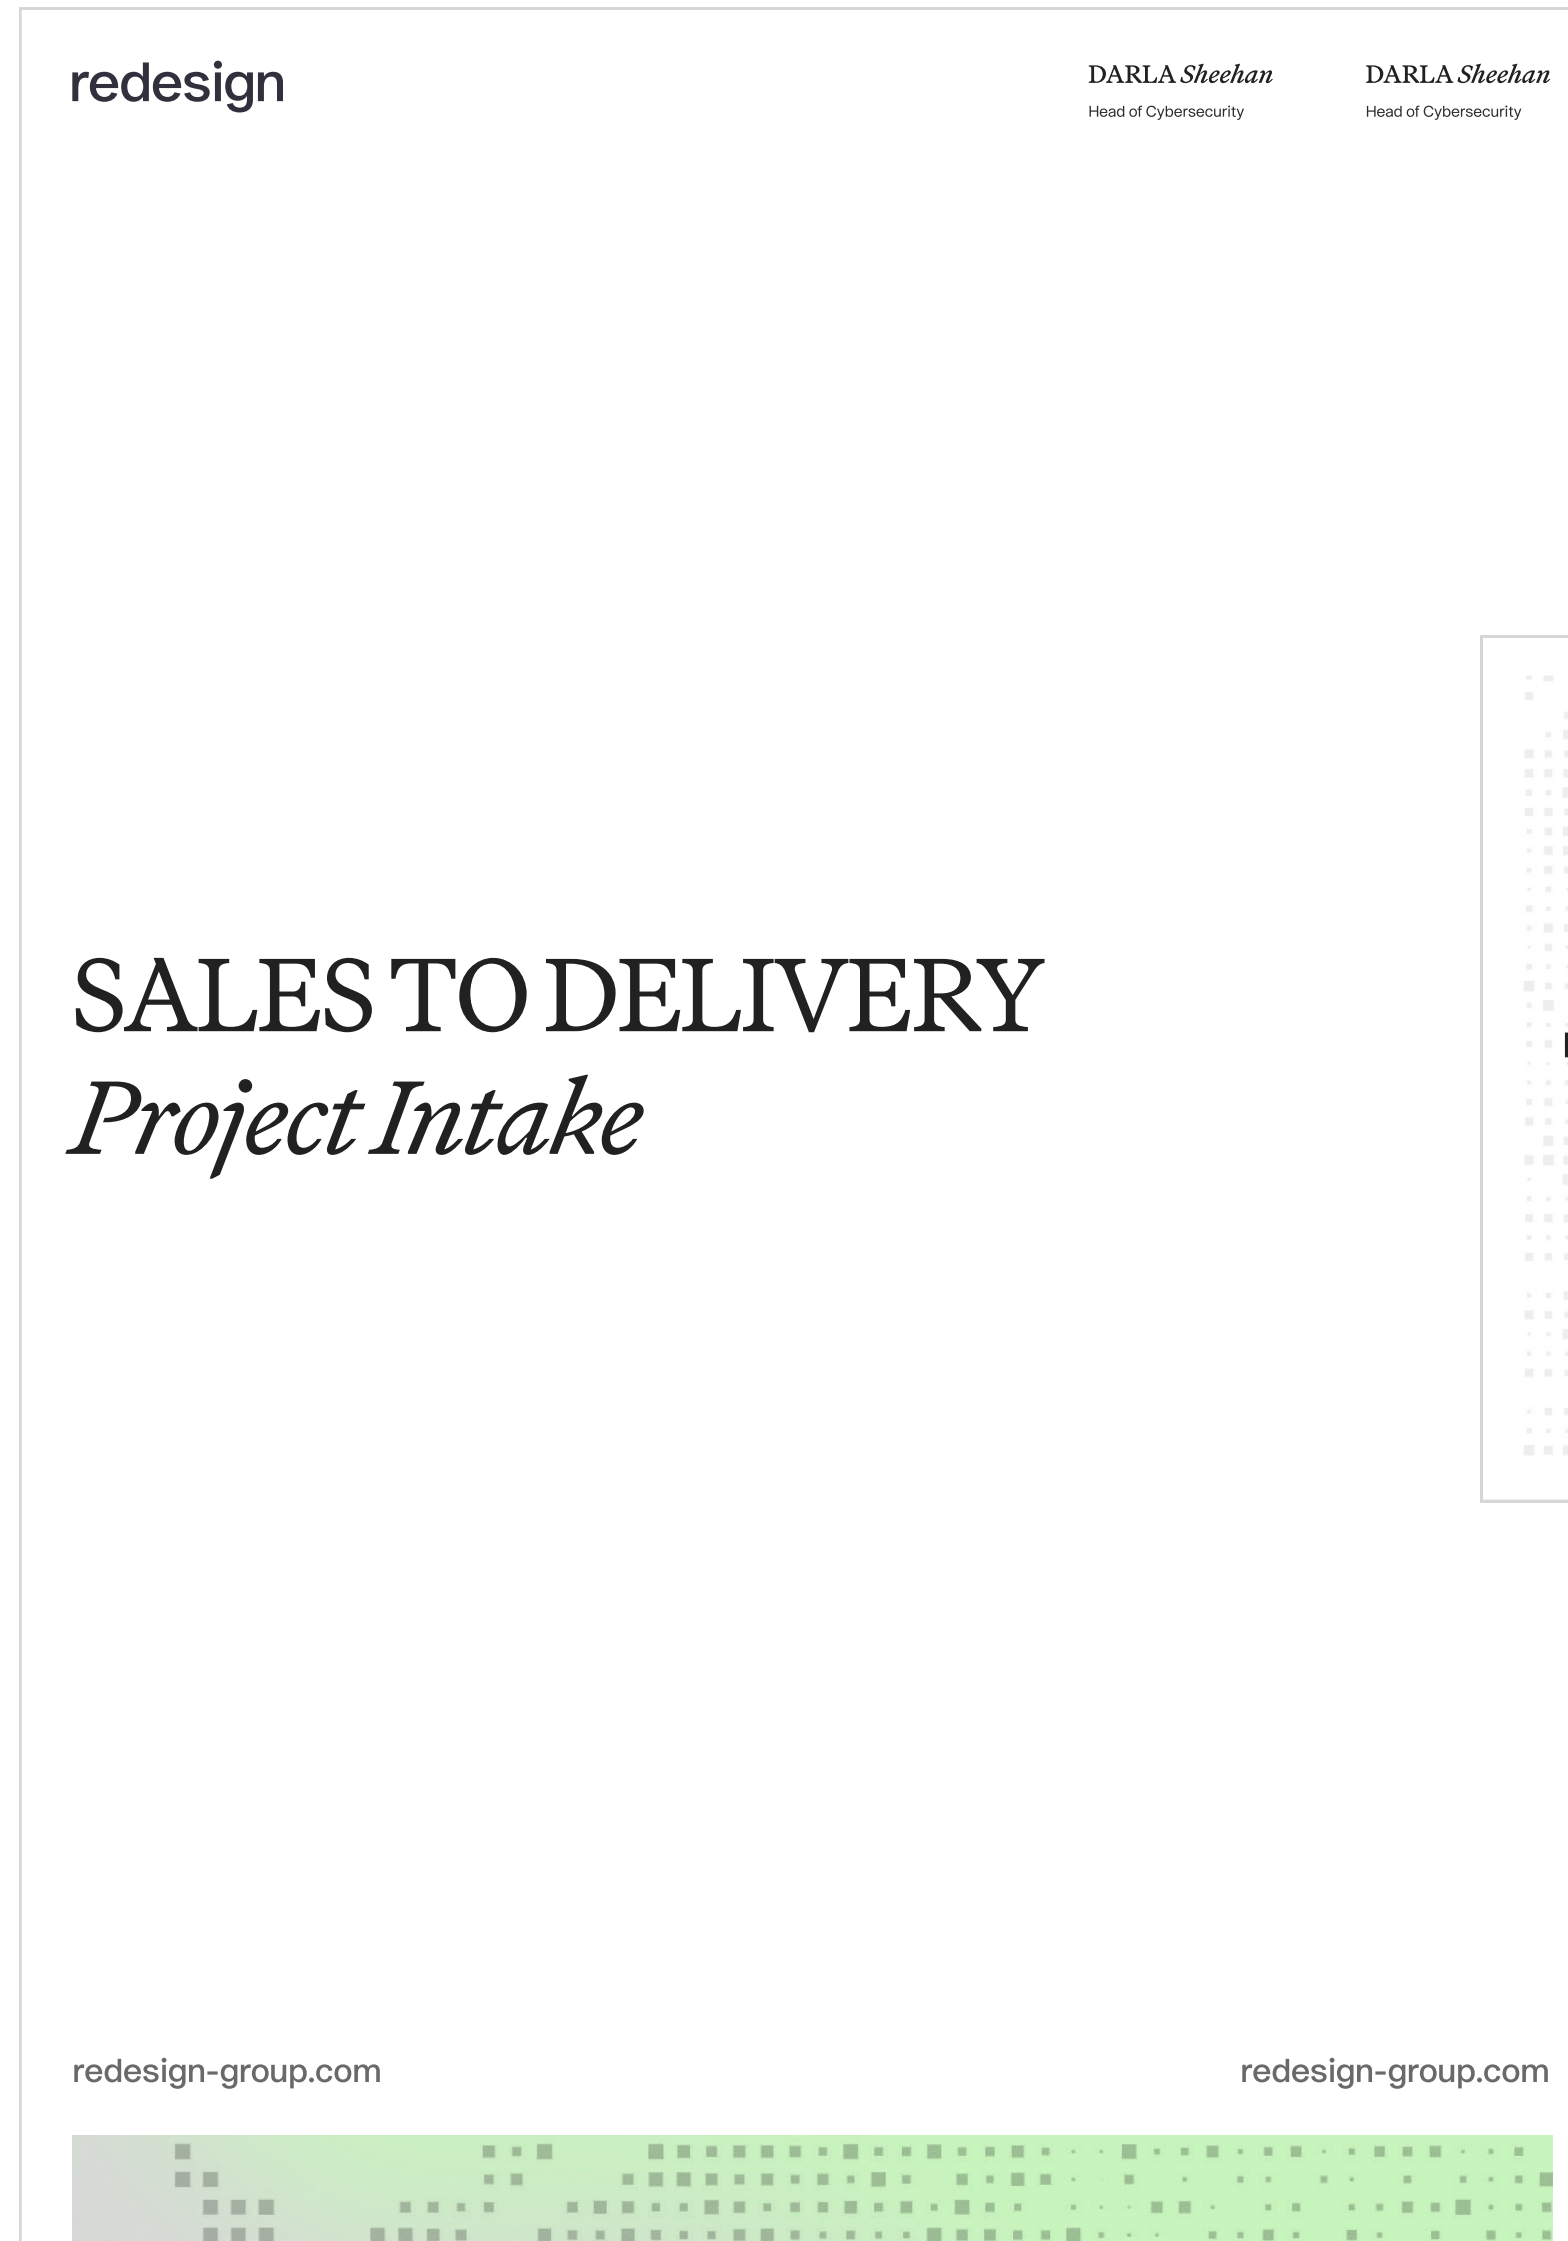 redesign
DARLA Sheehan
Head of Cybersecurity
DARLA Sheehan
Head of Cybersecurity
SALES TO DELIVERY
Project Intake
redesign-group.com
redesign-group.com